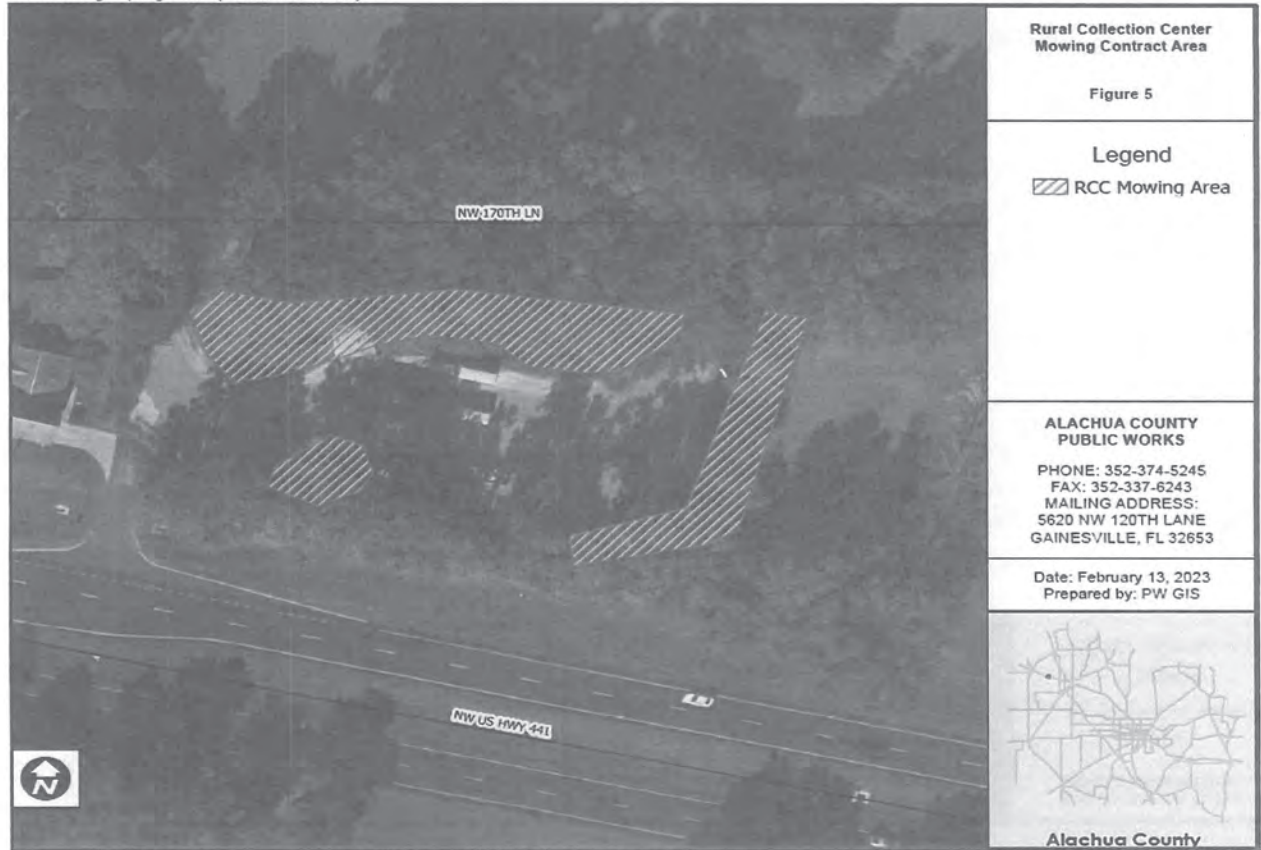 NW 170TH LN
NW US HWY 441
N
Rural Collection Center
Mowing Contract Area
Figure 5
Legend
RCC Mowing Area
ALACHUA COUNTY
PUBLIC WORKS
PHONE: 352-374-5245
FAX: 352-337-6243
MAILING ADDRESS:
5620 NW 120TH LANE
GAINESVILLE, FL 32653
Date: February 13, 2023
Prepared by: PW GIS
Alachua County